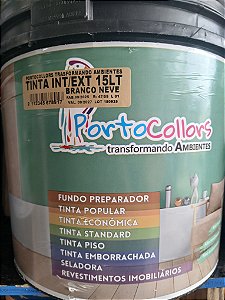 PORTOCOLLORS TRASFORMANDO AMBIENTES
TINTA INT/EXT 15LT
BRANCO NEVE
PortoCollors
transformando AMBIENTES
FUNDO PREPARADOR
TINTA POPULAR
TINTA ECONÔMICA
TINTA STANDARD
TINTA PISO
TINTA EMBORRACHADA
SELADORA
REVESTIMENTOS IMOBILIÁRIOS